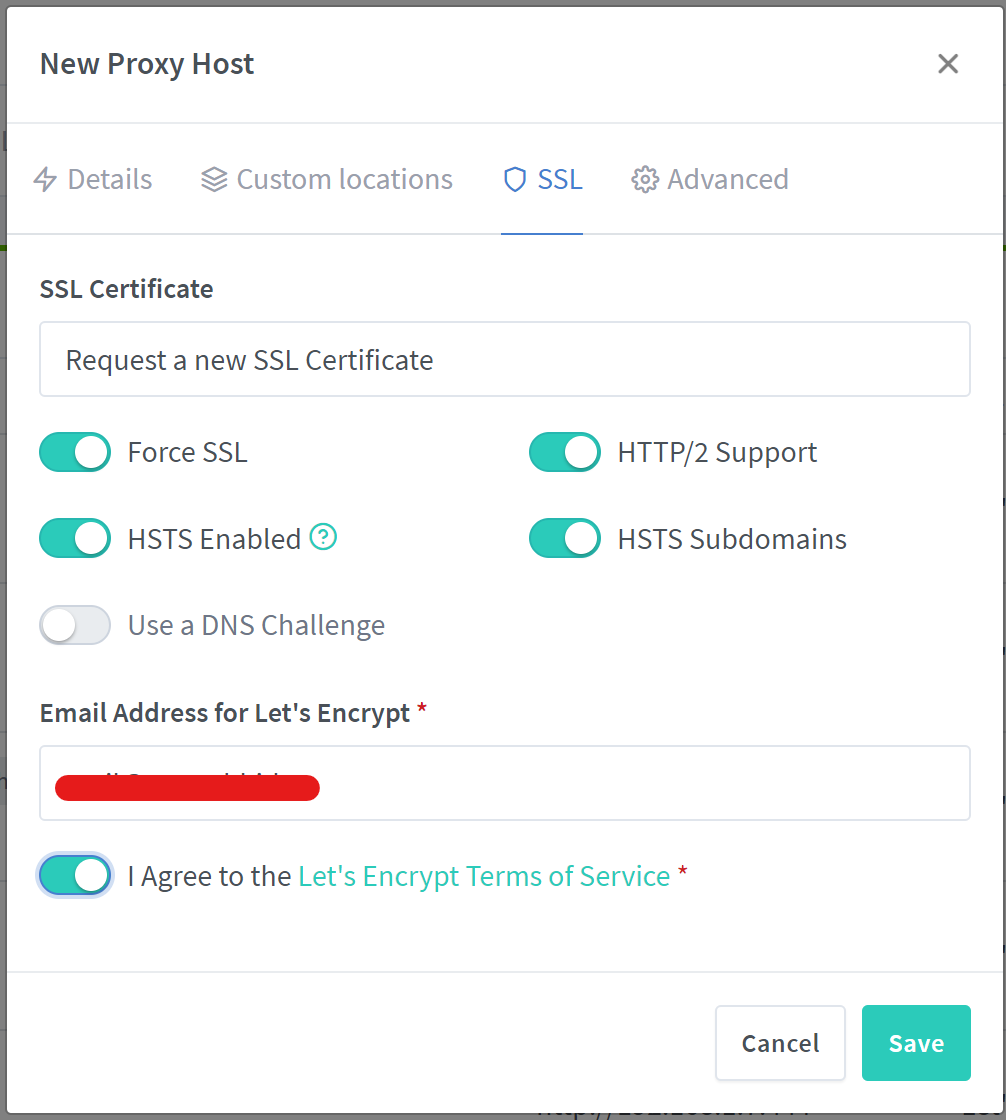 New Proxy Host
Details Custom locations SSL Advanced
SSL Certificate
Request a new SSL Certificate
Force SSL HTTP/2 Support
HSTS Enabled ? HSTS Subdomains
Use a DNS Challenge
Email Address for Let's Encrypt *
I Agree to the Let's Encrypt Terms of Service *
Cancel Save